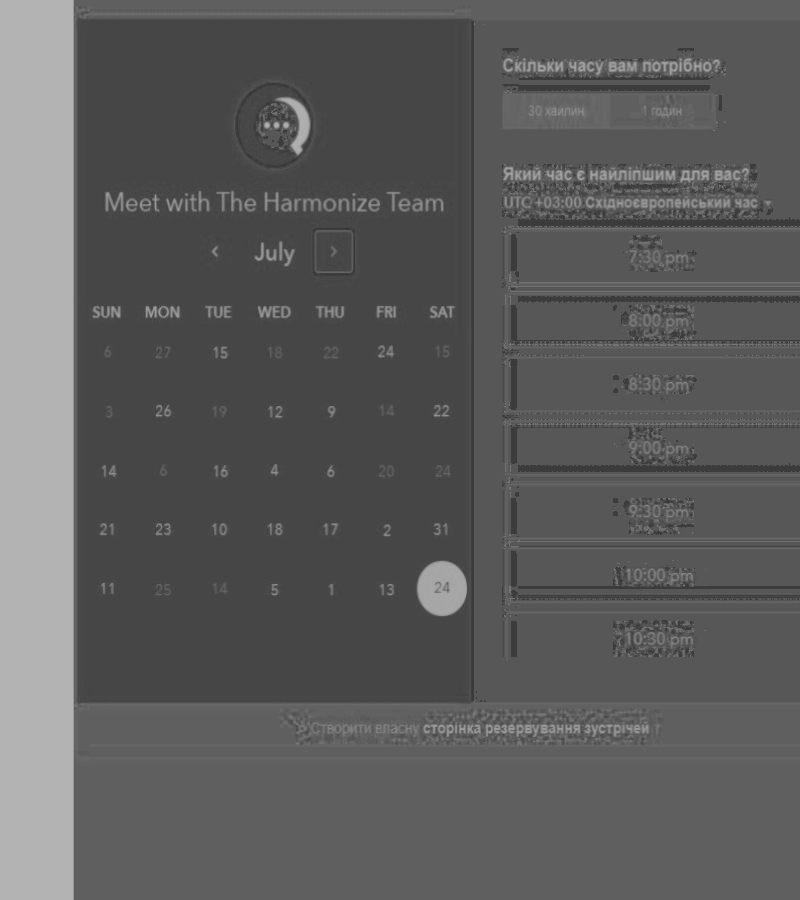 Meet with The Harmonize Team
July
SUN MON TUE WED THU FRI SAT
6 27 15 18 22 24 15
3 26 19 12 9 14 22
14 6 16 4 6 20 24
21 23 10 18 17 2 31
11 25 14 5 1 13 24
Скільки часу вам потрібно?
30 хвилин 1 годин
Який час є найліпшим для вас?
UTC +03:00 Східноєвропейський час
7:30 pm
8:00 pm
8:30 pm
9:00 pm
9:30 pm
10:00 pm
10:30 pm
Створити власну сторінка резервування зустрічей